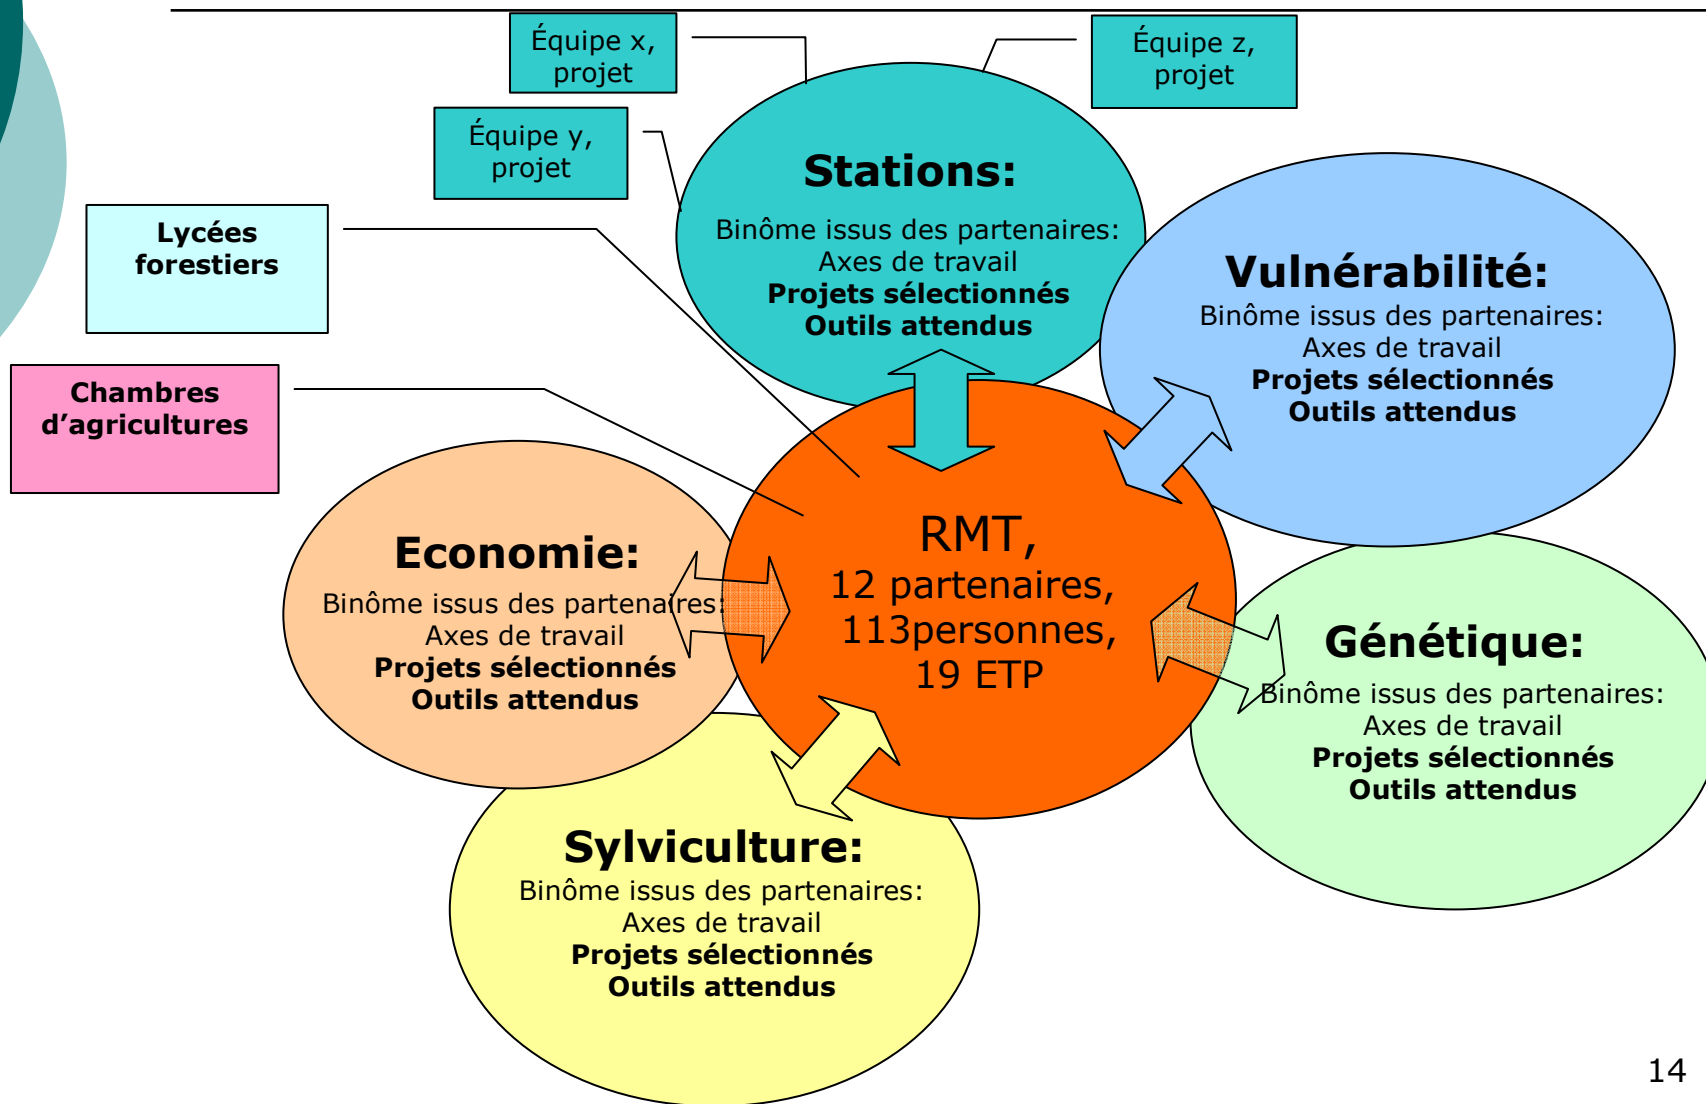 Équipe x,
projet
Équipe z,
projet
Équipe y,
projet
Stations:
Binôme issus des partenaires:
Axes de travail
Projets sélectionnés
Outils attendus
Lycées
forestiers
Vulnérabilité:
Binôme issus des partenaires:
Axes de travail
Projets sélectionnés
Outils attendus
Chambres
d’agricultures
RMT,
12 partenaires,
113personnes,
19 ETP
Economie:
Binôme issus des partenaires:
Axes de travail
Projets sélectionnés
Outils attendus
Génétique:
Binôme issus des partenaires:
Axes de travail
Projets sélectionnés
Outils attendus
Sylviculture:
Binôme issus des partenaires:
Axes de travail
Projets sélectionnés
Outils attendus
14